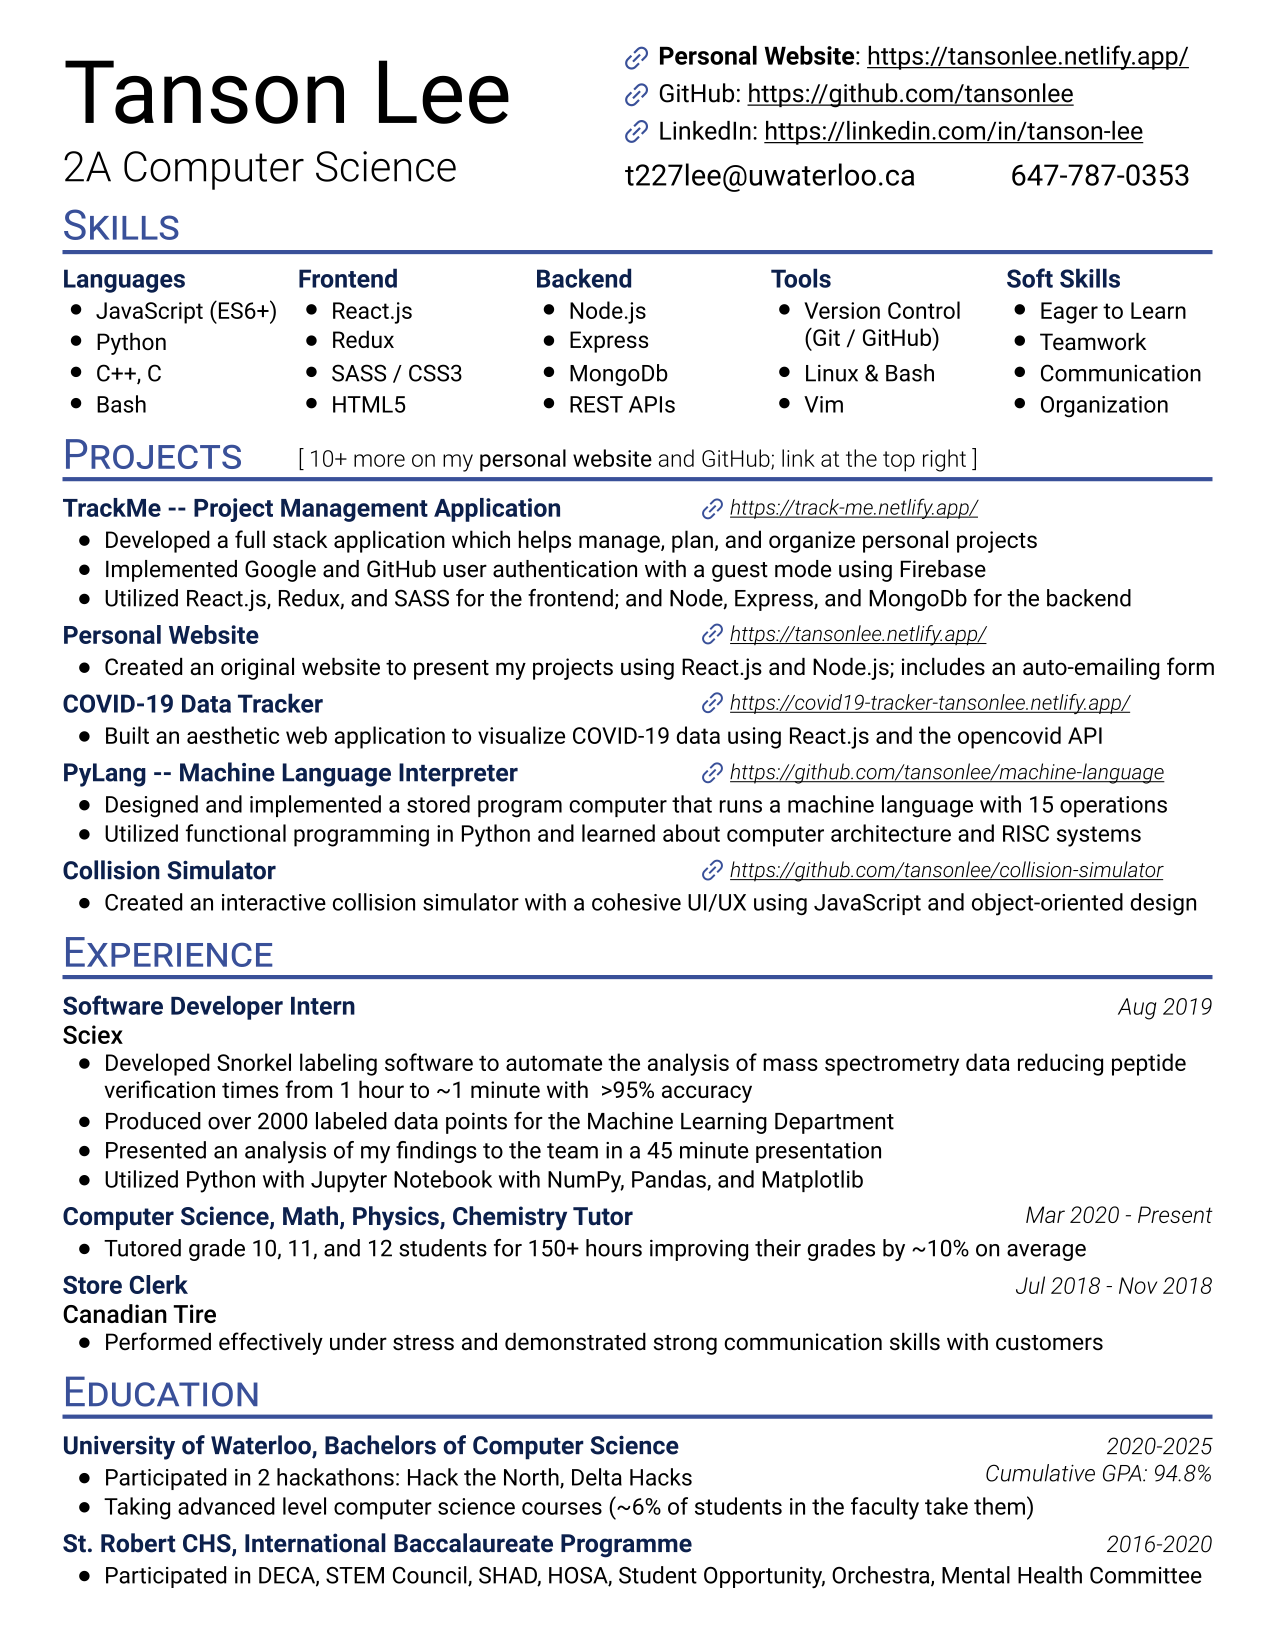 Tanson Lee
2A Computer Science
Personal Website: https://tansonlee.netlify.app/
GitHub: https://github.com/tansonlee
LinkedIn: https://linkedin.com/in/tanson-lee
t227lee@uwaterloo.ca 647-787-0353
SKILLS
Languages
● JavaScript (ES6+)
● Python
● C++, C
● Bash
Frontend
● React.js
● Redux
● SASS / CSS3
● HTML5
Backend
● Node.js
● Express
● MongoDb
● REST APIs
Tools
● Version Control
(Git / GitHub)
● Linux & Bash
● Vim
Soft Skills
● Eager to Learn
● Teamwork
● Communication
● Organization
PROJECTS [ 10+ more on my personal website and GitHub; link at the top right ]
TrackMe -- Project Management Application https://track-me.netlify.app/
● Developed a full stack application which helps manage, plan, and organize personal projects
● Implemented Google and GitHub user authentication with a guest mode using Firebase
● Utilized React.js, Redux, and SASS for the frontend; and Node, Express, and MongoDb for the backend
Personal Website https://tansonlee.netlify.app/
● Created an original website to present my projects using React.js and Node.js; includes an auto-emailing form
COVID-19 Data Tracker https://covid19-tracker-tansonlee.netlify.app/
● Built an aesthetic web application to visualize COVID-19 data using React.js and the opencovid API
PyLang -- Machine Language Interpreter https://github.com/tansonlee/machine-language
● Designed and implemented a stored program computer that runs a machine language with 15 operations
● Utilized functional programming in Python and learned about computer architecture and RISC systems
Collision Simulator https://github.com/tansonlee/collision-simulator
● Created an interactive collision simulator with a cohesive UI/UX using JavaScript and object-oriented design
EXPERIENCE
Software Developer Intern Aug 2019
Sciex
● Developed Snorkel labeling software to automate the analysis of mass spectrometry data reducing peptide
verification times from 1 hour to ~1 minute with >95% accuracy
● Produced over 2000 labeled data points for the Machine Learning Department
● Presented an analysis of my findings to the team in a 45 minute presentation
● Utilized Python with Jupyter Notebook with NumPy, Pandas, and Matplotlib
Computer Science, Math, Physics, Chemistry Tutor Mar 2020 - Present
● Tutored grade 10, 11, and 12 students for 150+ hours improving their grades by ~10% on average
Store Clerk Jul 2018 - Nov 2018
Canadian Tire
● Performed effectively under stress and demonstrated strong communication skills with customers
EDUCATION
University of Waterloo, Bachelors of Computer Science 2020-2025
● Participated in 2 hackathons: Hack the North, Delta Hacks Cumulative GPA: 94.8%
● Taking advanced level computer science courses (~6% of students in the faculty take them)
St. Robert CHS, International Baccalaureate Programme 2016-2020
● Participated in DECA, STEM Council, SHAD, HOSA, Student Opportunity, Orchestra, Mental Health Committee